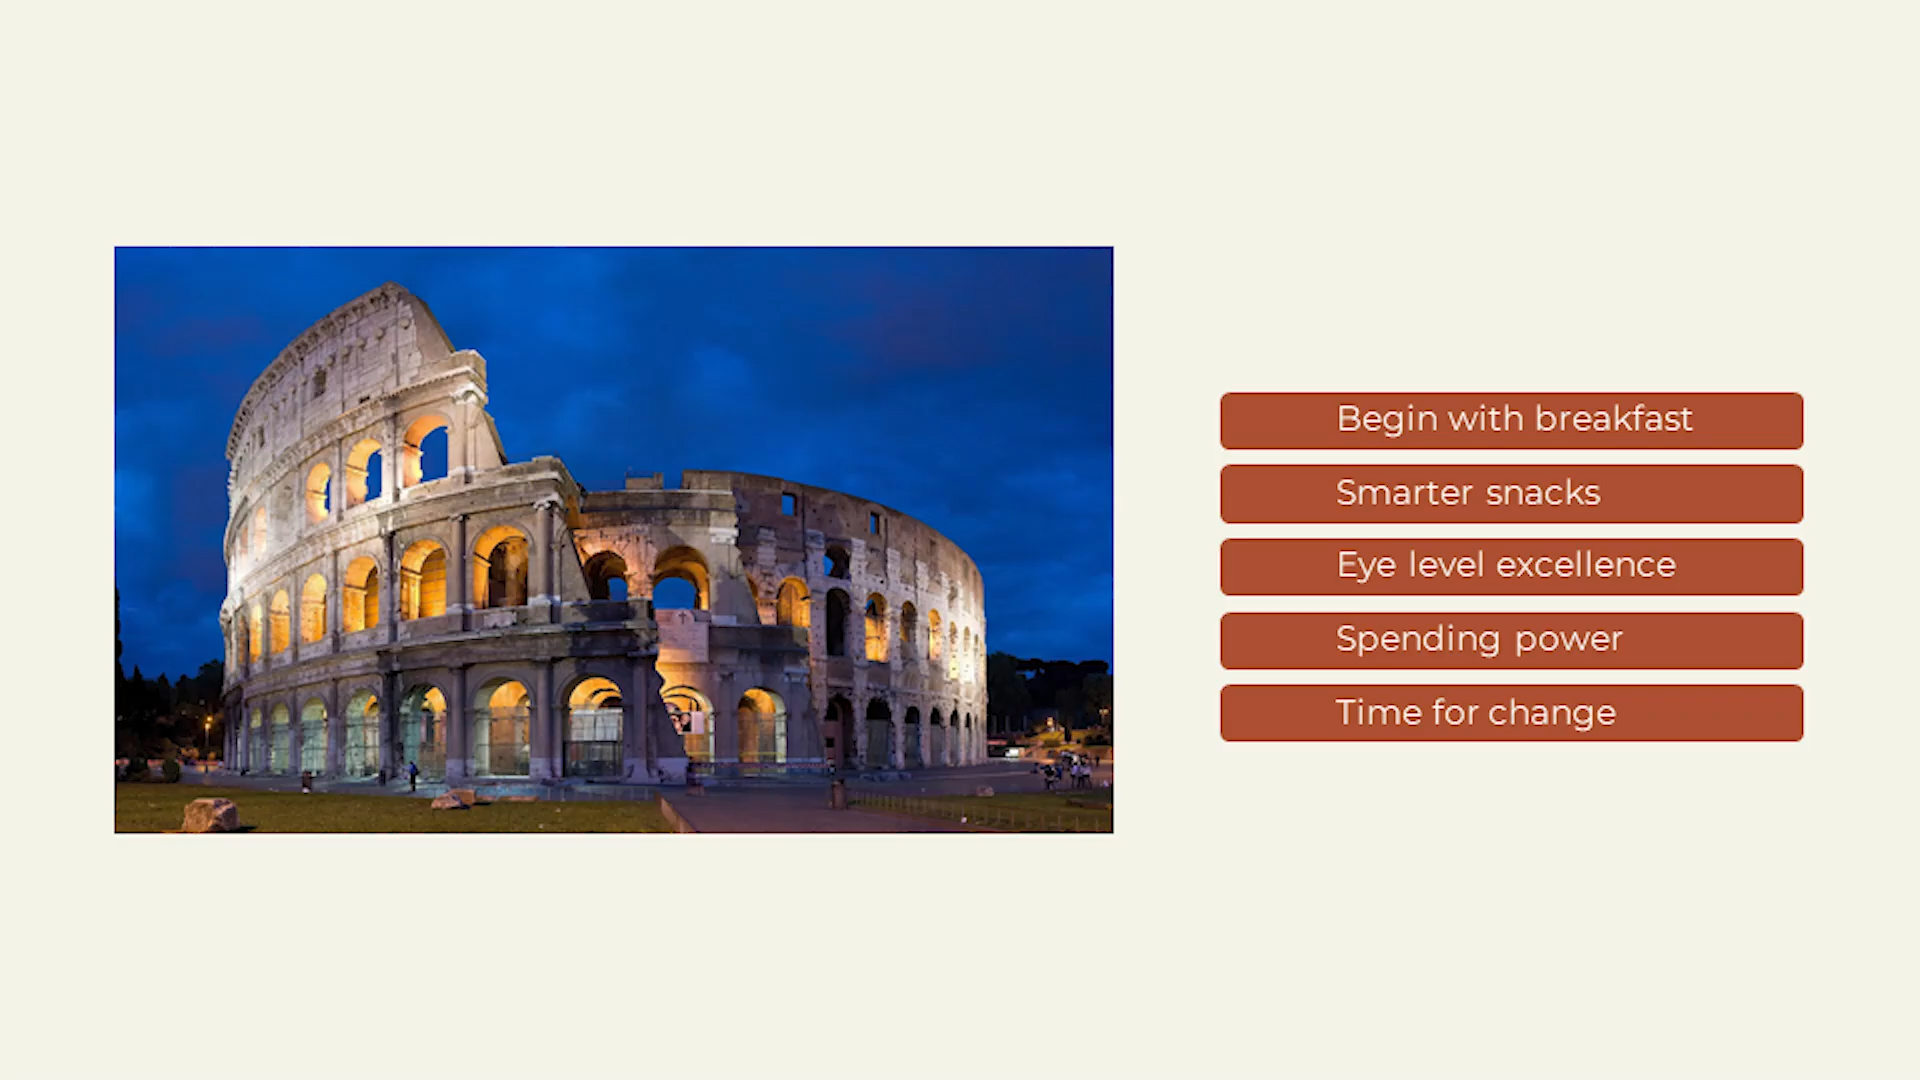 Begin with breakfast
Smarter snacks
Eye level excellence
Spending power
Time for change